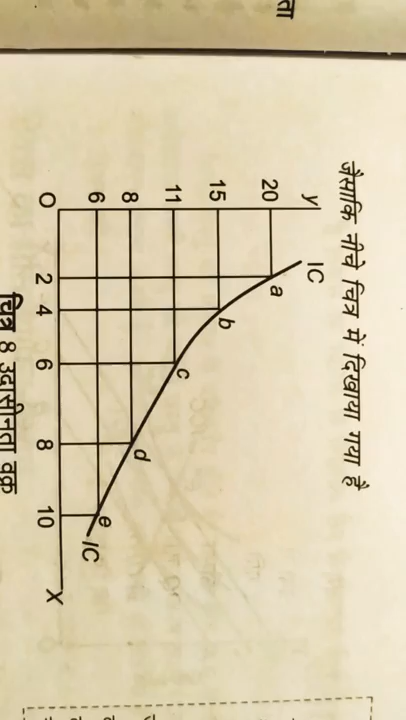 जैसाकि नीचे चित्र में दिखाया गया है
y
IC
20
a
15
b
11
c
8
d
6
e
IC
O
2
4
6
8
10
X
चित्र 8 उदासीनता वक्र